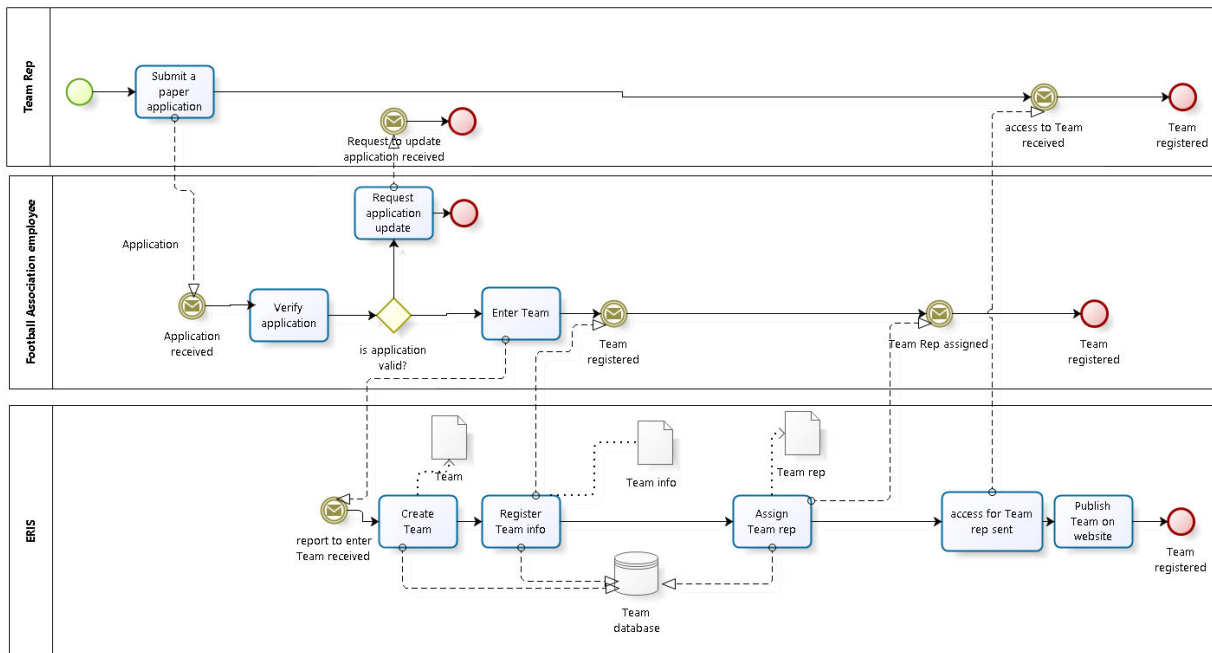 Team Rep
Submit a
paper
application
Request to update
application received
access to Team
received
Team
registered
Football Association employee
Application
Application
received
Verify
application
is application
valid?
Request
application
update
Enter Team
Team
registered
Team Rep assigned
Team
registered
ERIS
report to enter
Team received
Create
Team
Team
Register
Team info
Team info
Team
database
Assign
Team rep
Team rep
access for Team
rep sent
Publish
Team on
website
Team
registered